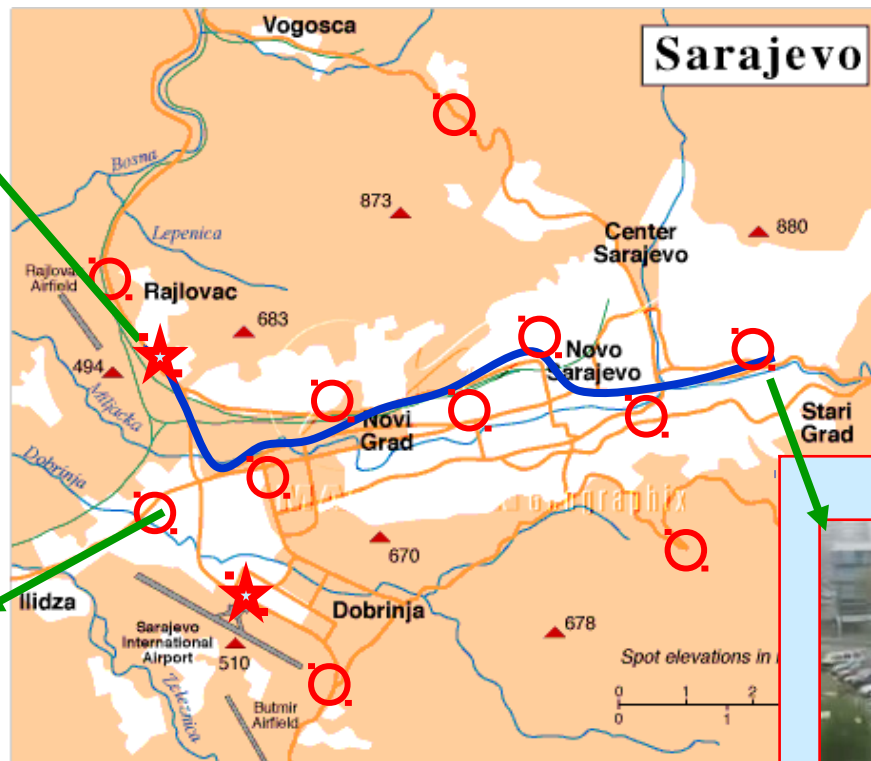 Vogosca
Sarajevo
Bosna
873
Center
Sarajevo
880
Lepenica
Rajlovac
683
494
Novo
Sarajevo
Miljacka
Novi
Grad
Stari
Grad
Dobrinja
670
Ilidza
Dobrinja
Sarajevo
International
Airport
510
678
Spot elevations in
Zeleznica
Butmir
Airfield
Airfield
0 1 2
0 1 2